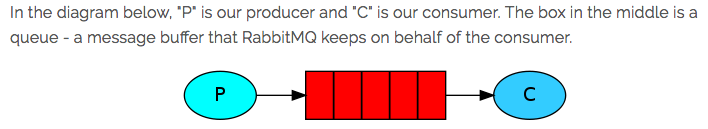 In the diagram below, "P" is our producer and "C" is our consumer. The box in the middle is a
queue - a message buffer that RabbitMQ keeps on behalf of the consumer.
P
C